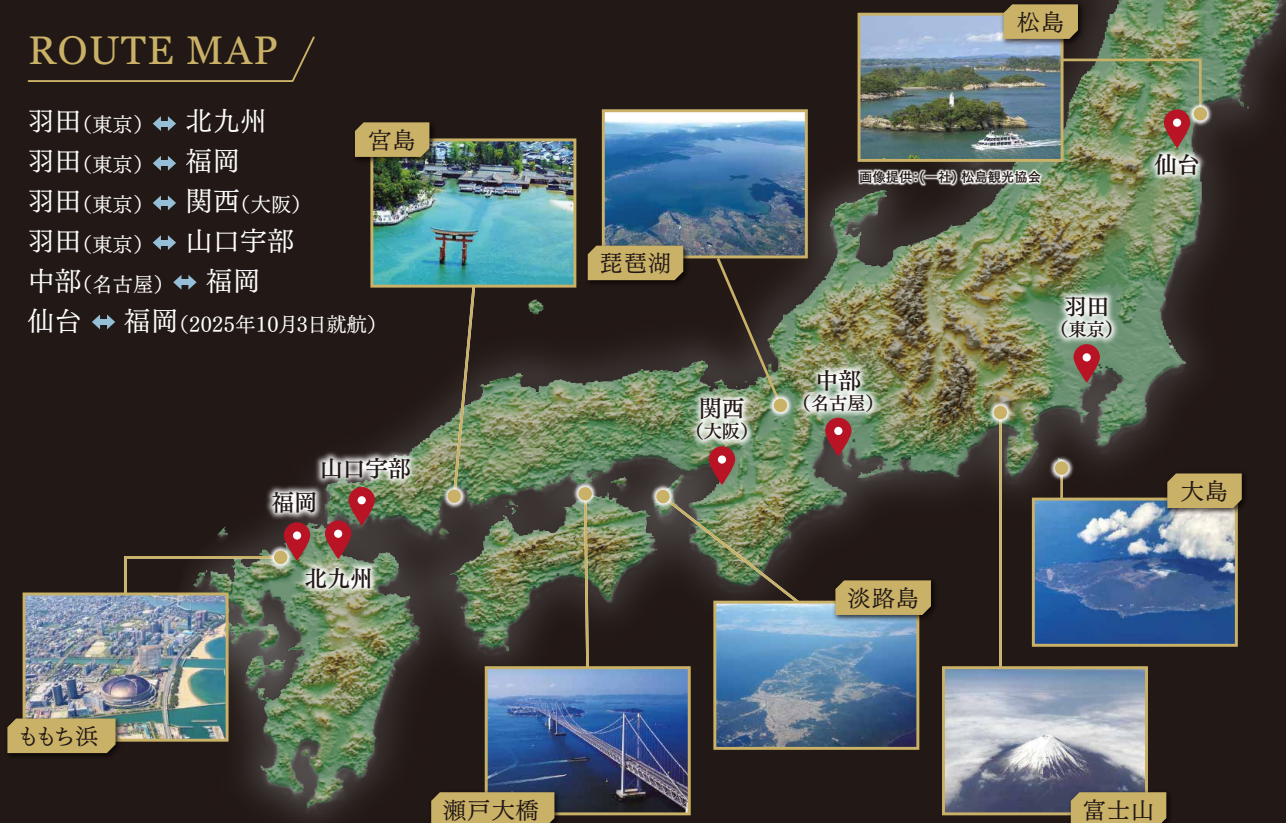 ROUTE MAP
羽田(東京) ⇔ 北九州
羽田(東京) ⇔ 福岡
羽田(東京) ⇔ 関西(大阪)
羽田(東京) ⇔ 山口宇部
中部(名古屋) ⇔ 福岡
仙台 ⇔ 福岡(2025年10月3日就航)
松島
画像提供:(一社) 松島観光協会
仙台
宮島
琵琶湖
羽田
(東京)
中部
(名古屋)
関西
(大阪)
山口宇部
福岡
北九州
大島
淡路島
ももち浜
瀬戸大橋
富士山